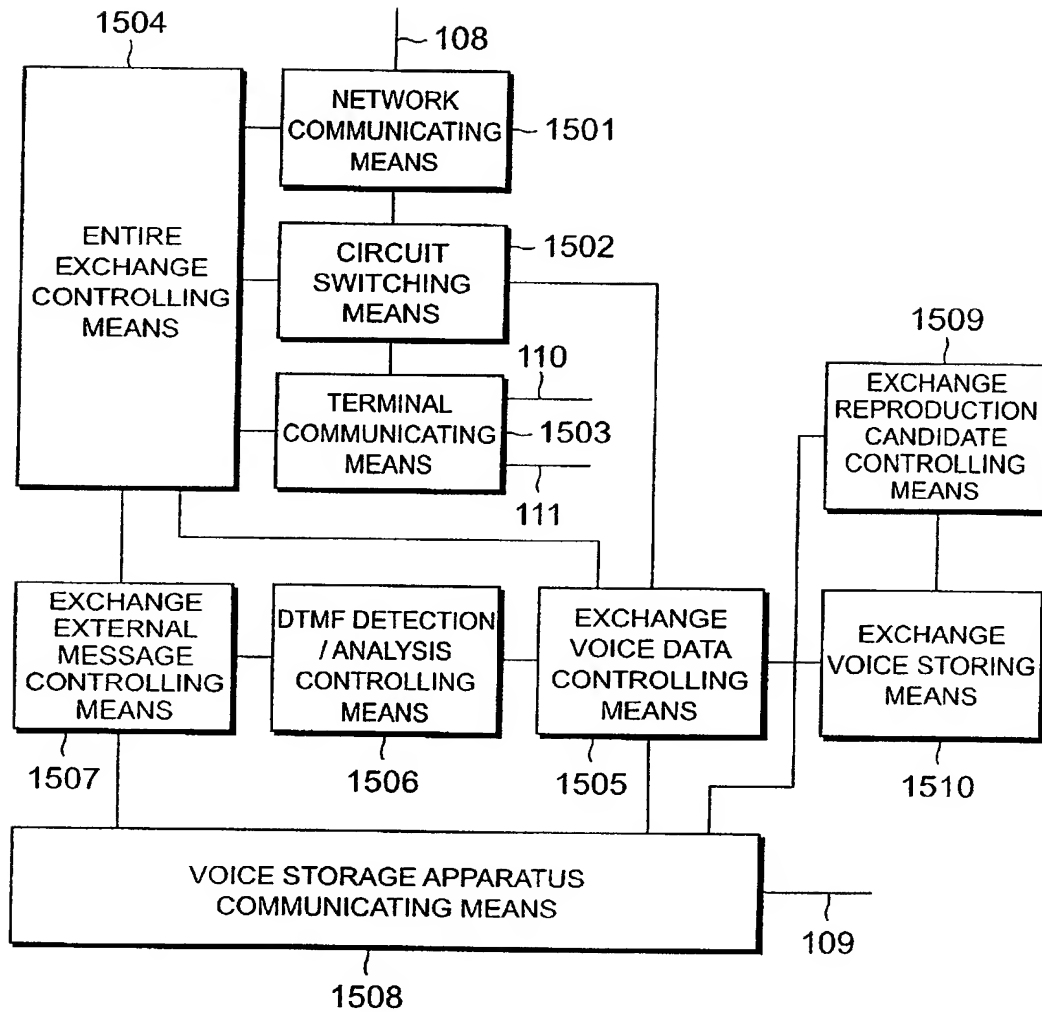 1504
108
NETWORK
COMMUNICATING
MEANS
1501
ENTIRE
EXCHANGE
CONTROLLING
MEANS
CIRCUIT
SWITCHING
MEANS
1502
TERMINAL
COMMUNICATING
MEANS
110
1503
111
1509
EXCHANGE
REPRODUCTION
CANDIDATE
CONTROLLING
MEANS
EXCHANGE
EXTERNAL
MESSAGE
CONTROLLING
MEANS
1507
DTMF DETECTION
/ ANALYSIS
CONTROLLING
MEANS
1506
EXCHANGE
VOICE DATA
CONTROLLING
MEANS
1505
EXCHANGE
VOICE STORING
MEANS
1510
VOICE STORAGE APPARATUS
COMMUNICATING MEANS
109
1508